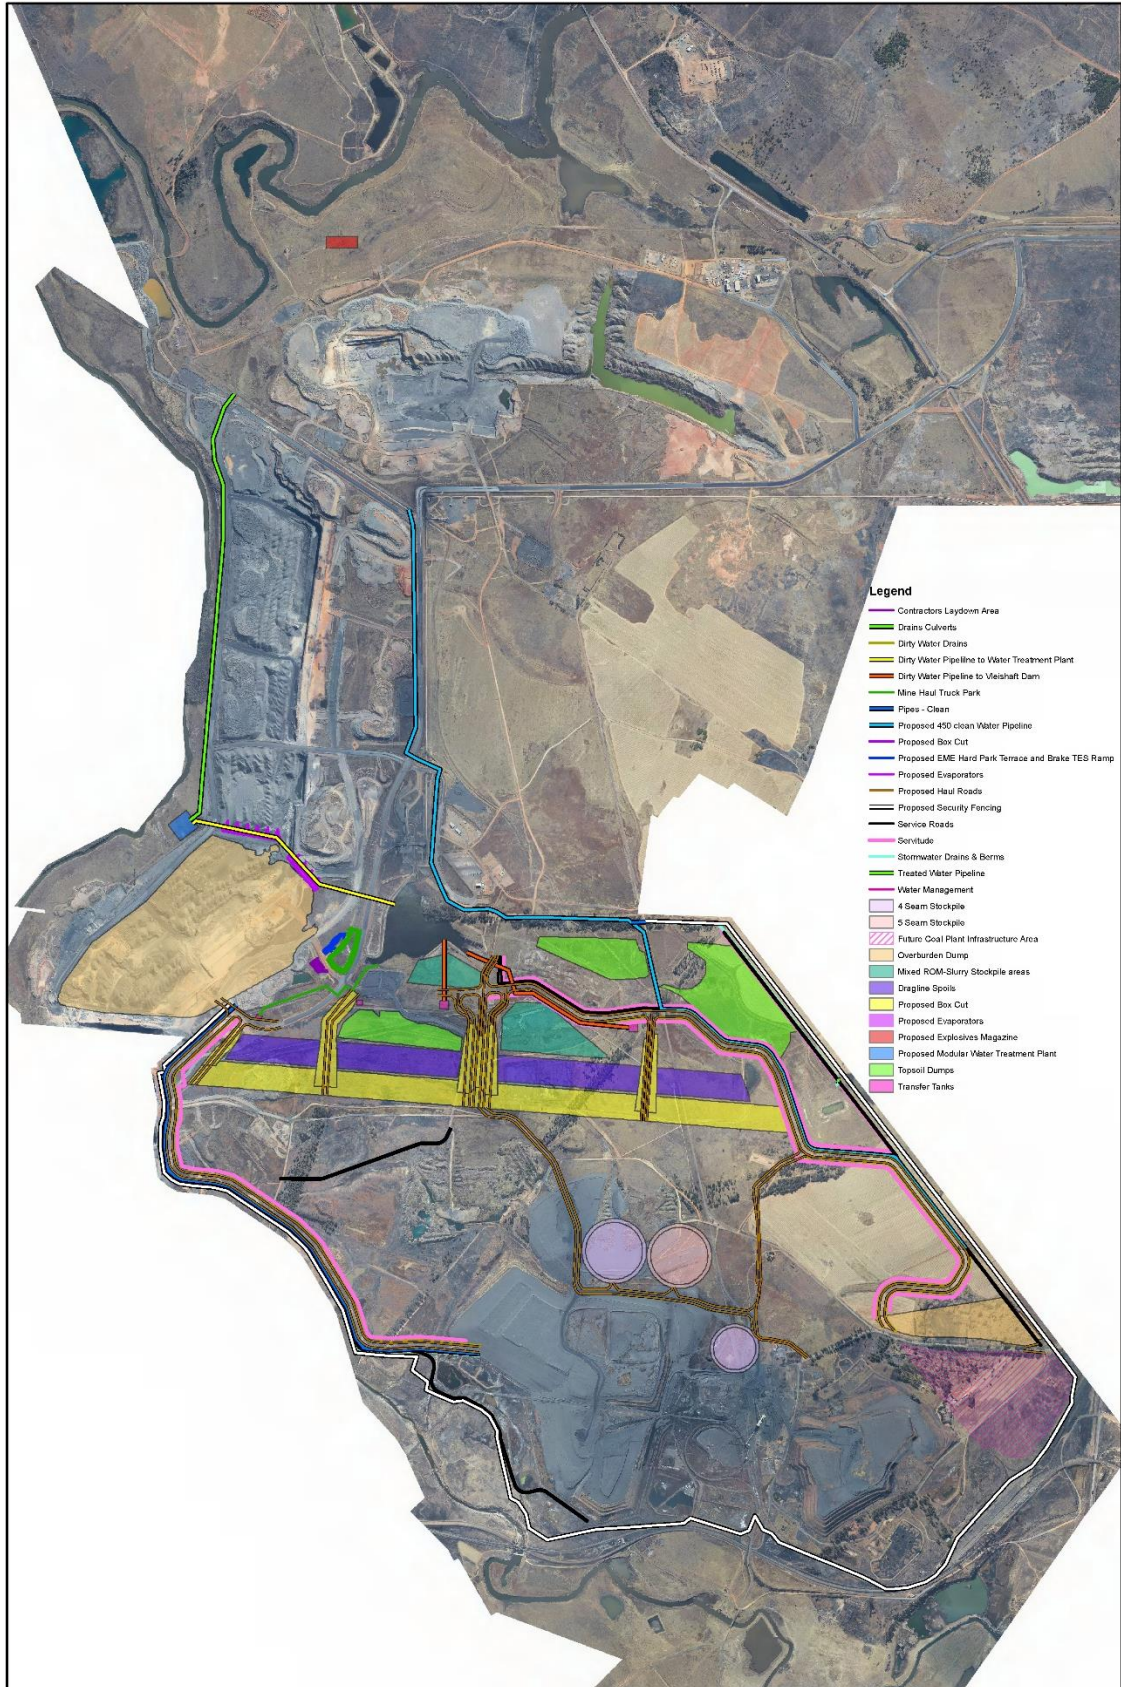 Legend
Contractors Laydown Area
Drains Culverts
Dirty Water Drains
Dirty Water Pipeliine to Water Treatment Plant
Dirty Water Pipeline to Vleishaft Dam
Mine Haul Truck Park
Pipes - Clean
Proposed 450 clean Water Pipeline
Proposed Box Cut
Proposed EME Hard Park Terrace and Brake TES Ramp
Proposed Evaporators
Proposed Haul Roads
Proposed Security Fencing
Service Roads
Servitude
Stormwater Drains & Berms
Treated Water Pipeline
Water Management
4 Seam Stockpile
5 Seam Stockpile
Future Coal Plant Infrastructure Area
Overburden Dump
Mixed ROM-Slurry Stockpile areas
Dragline Spoils
Proposed Box Cut
Proposed Evaporators
Proposed Explosives Magazine
Proposed Modular Water Treatment Plant
Topsoil Dumps
Transfer Tanks